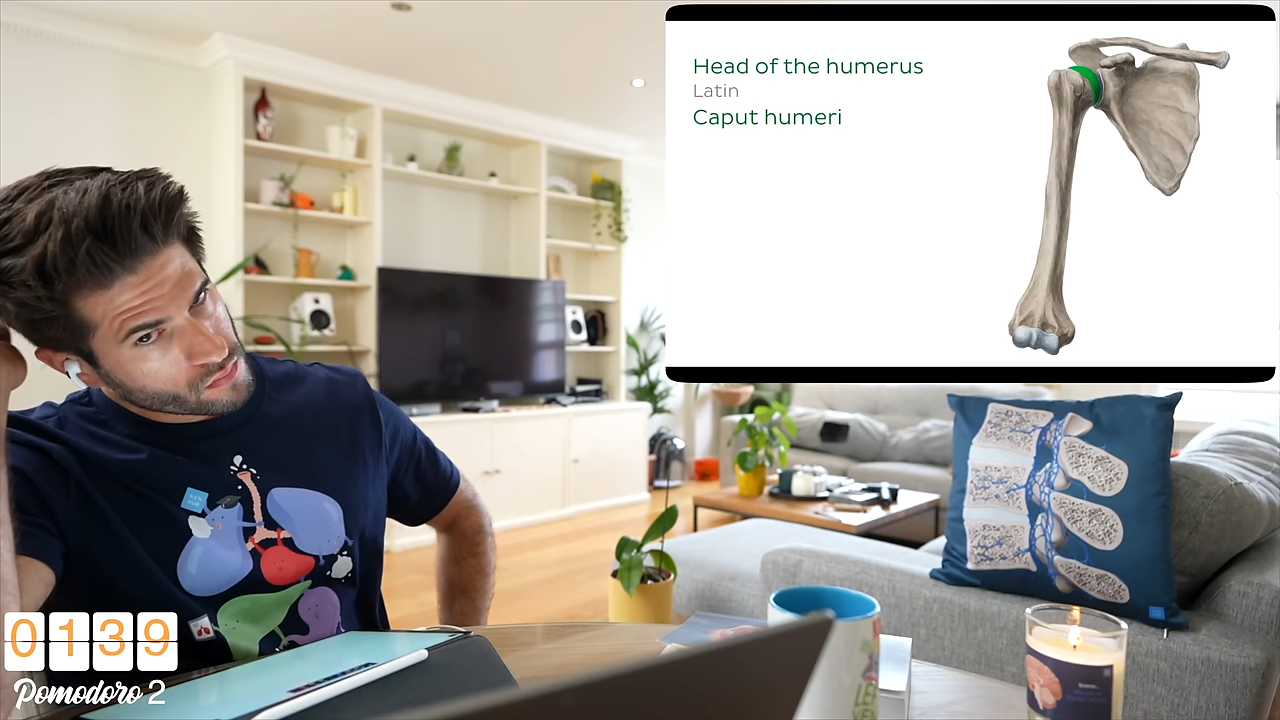 Head of the humerus
Latin
Caput humeri
0139
Pomodoro 2